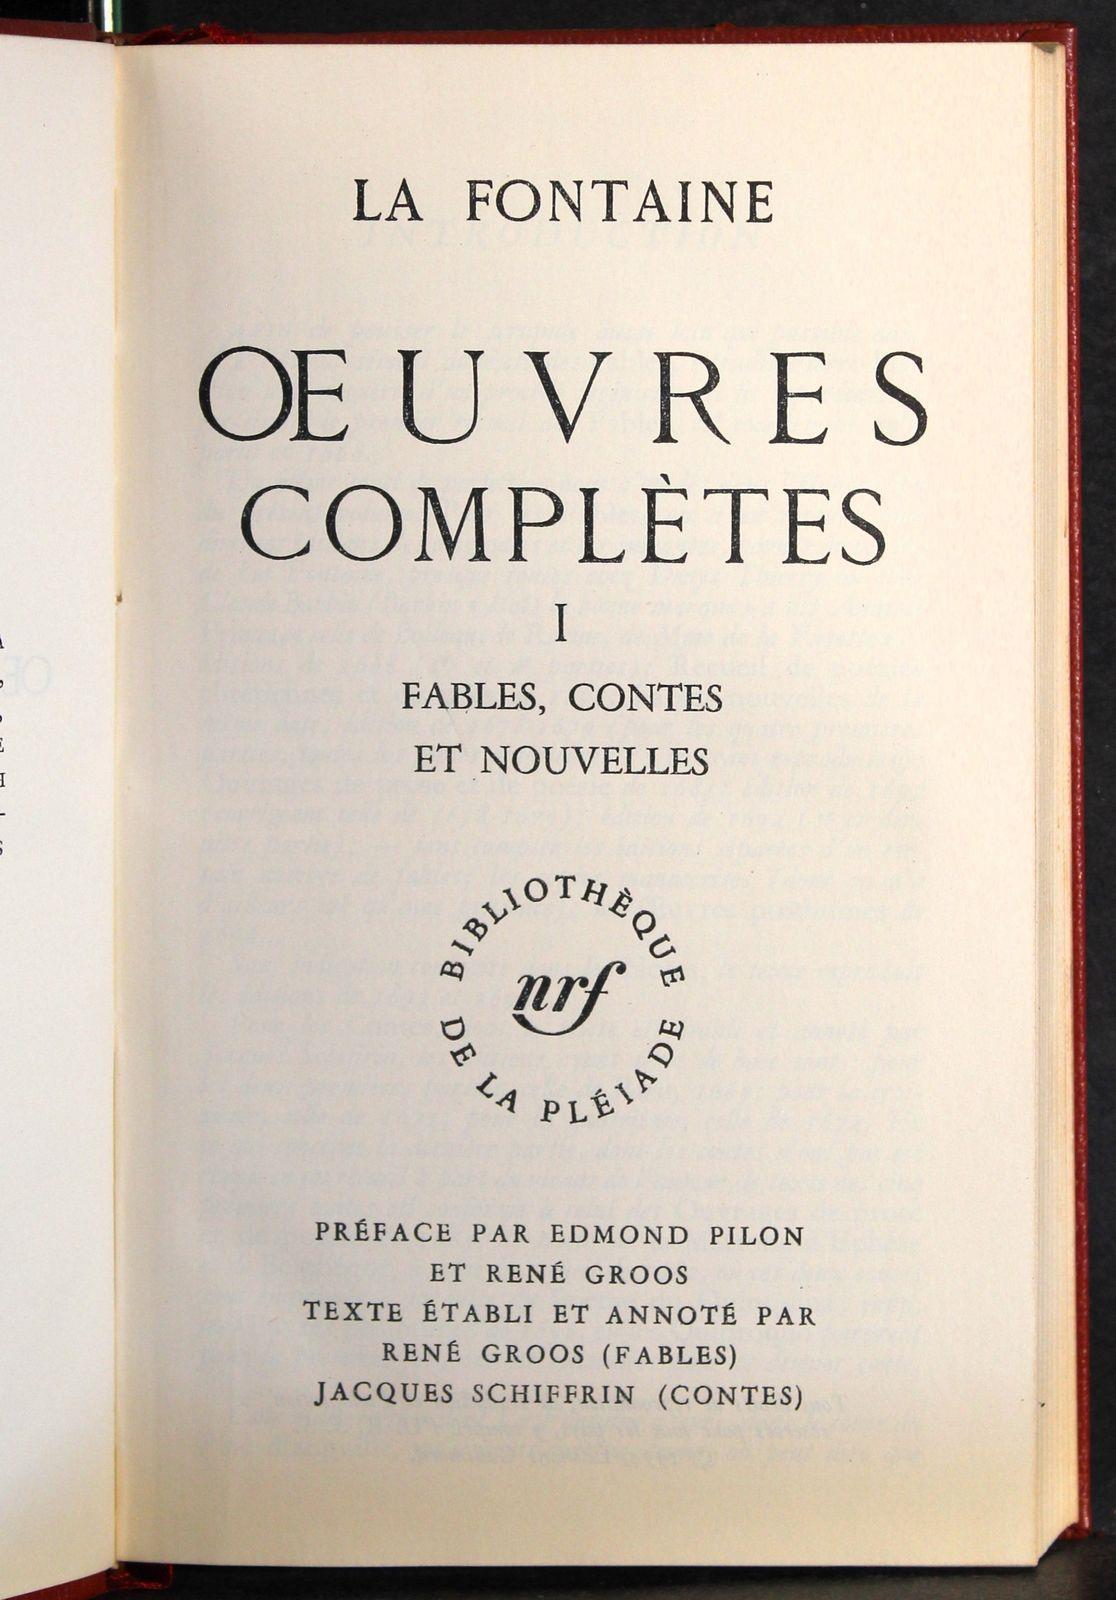 LA FONTAINE
ŒUVRES
COMPLÈTES
I
FABLES, CONTES
ET NOUVELLES
BIBLIOTHÈQUE
DE LA PLÉIADE
nrf
PRÉFACE PAR EDMOND PILON
ET RENÉ GROOS
TEXTE ÉTABLI ET ANNOTÉ PAR
RENÉ GROOS (FABLES)
JACQUES SCHIFFRIN (CONTES)